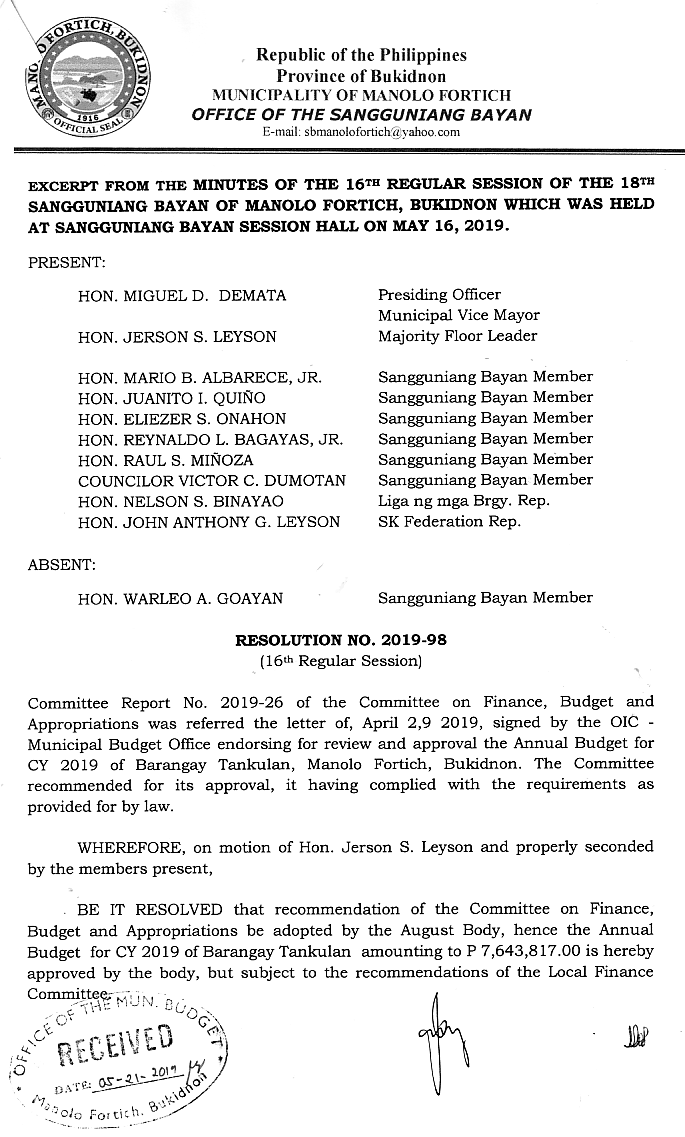 MANOLO FORTICH, BUKIDNON
1916
OFFICIAL SEAL
Republic of the Philippines
Province of Bukidnon
MUNICIPALITY OF MANOLO FORTICH
OFFICE OF THE SANGGUNIANG BAYAN
E-mail: sbmanolofortich@yahoo.com
EXCERPT FROM THE MINUTES OF THE 16TH REGULAR SESSION OF THE 18TH
SANGGUNIANG BAYAN OF MANOLO FORTICH, BUKIDNON WHICH WAS HELD
AT SANGGUNIANG BAYAN SESSION HALL ON MAY 16, 2019.
PRESENT:
HON. MIGUEL D. DEMATA Presiding Officer
Municipal Vice Mayor
HON. JERSON S. LEYSON Majority Floor Leader
HON. MARIO B. ALBARECE, JR. Sangguniang Bayan Member
HON. JUANITO I. QUIÑO Sangguniang Bayan Member
HON. ELIEZER S. ONAHON Sangguniang Bayan Member
HON. REYNALDO L. BAGAYAS, JR. Sangguniang Bayan Member
HON. RAUL S. MIÑOZA Sangguniang Bayan Member
COUNCILOR VICTOR C. DUMOTAN Sangguniang Bayan Member
HON. NELSON S. BINAYAO Liga ng mga Brgy. Rep.
HON. JOHN ANTHONY G. LEYSON SK Federation Rep.
ABSENT:
HON. WARLEO A. GOAYAN Sangguniang Bayan Member
RESOLUTION NO. 2019-98
(16th Regular Session)
Committee Report No. 2019-26 of the Committee on Finance, Budget and
Appropriations was referred the letter of, April 2,9 2019, signed by the OIC -
Municipal Budget Office endorsing for review and approval the Annual Budget for
CY 2019 of Barangay Tankulan, Manolo Fortich, Bukidnon. The Committee
recommended for its approval, it having complied with the requirements as
provided for by law.
WHEREFORE, on motion of Hon. Jerson S. Leyson and properly seconded
by the members present,
BE IT RESOLVED that recommendation of the Committee on Finance,
Budget and Appropriations be adopted by the August Body, hence the Annual
Budget for CY 2019 of Barangay Tankulan amounting to P 7,643,817.00 is hereby
approved by the body, but subject to the recommendations of the Local Finance
Committee.
OFFICE OF THE MUN. BUDGET
RECEIVED
DATE: 05-21-2019
Manolo Fortich, Bukidnon